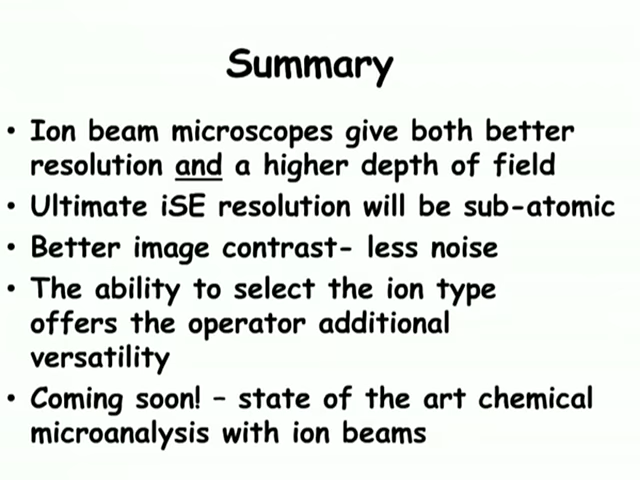 Summary
• Ion beam microscopes give both better
resolution and a higher depth of field
• Ultimate iSE resolution will be sub-atomic
• Better image contrast- less noise
• The ability to select the ion type
offers the operator additional
versatility
• Coming soon! – state of the art chemical
microanalysis with ion beams